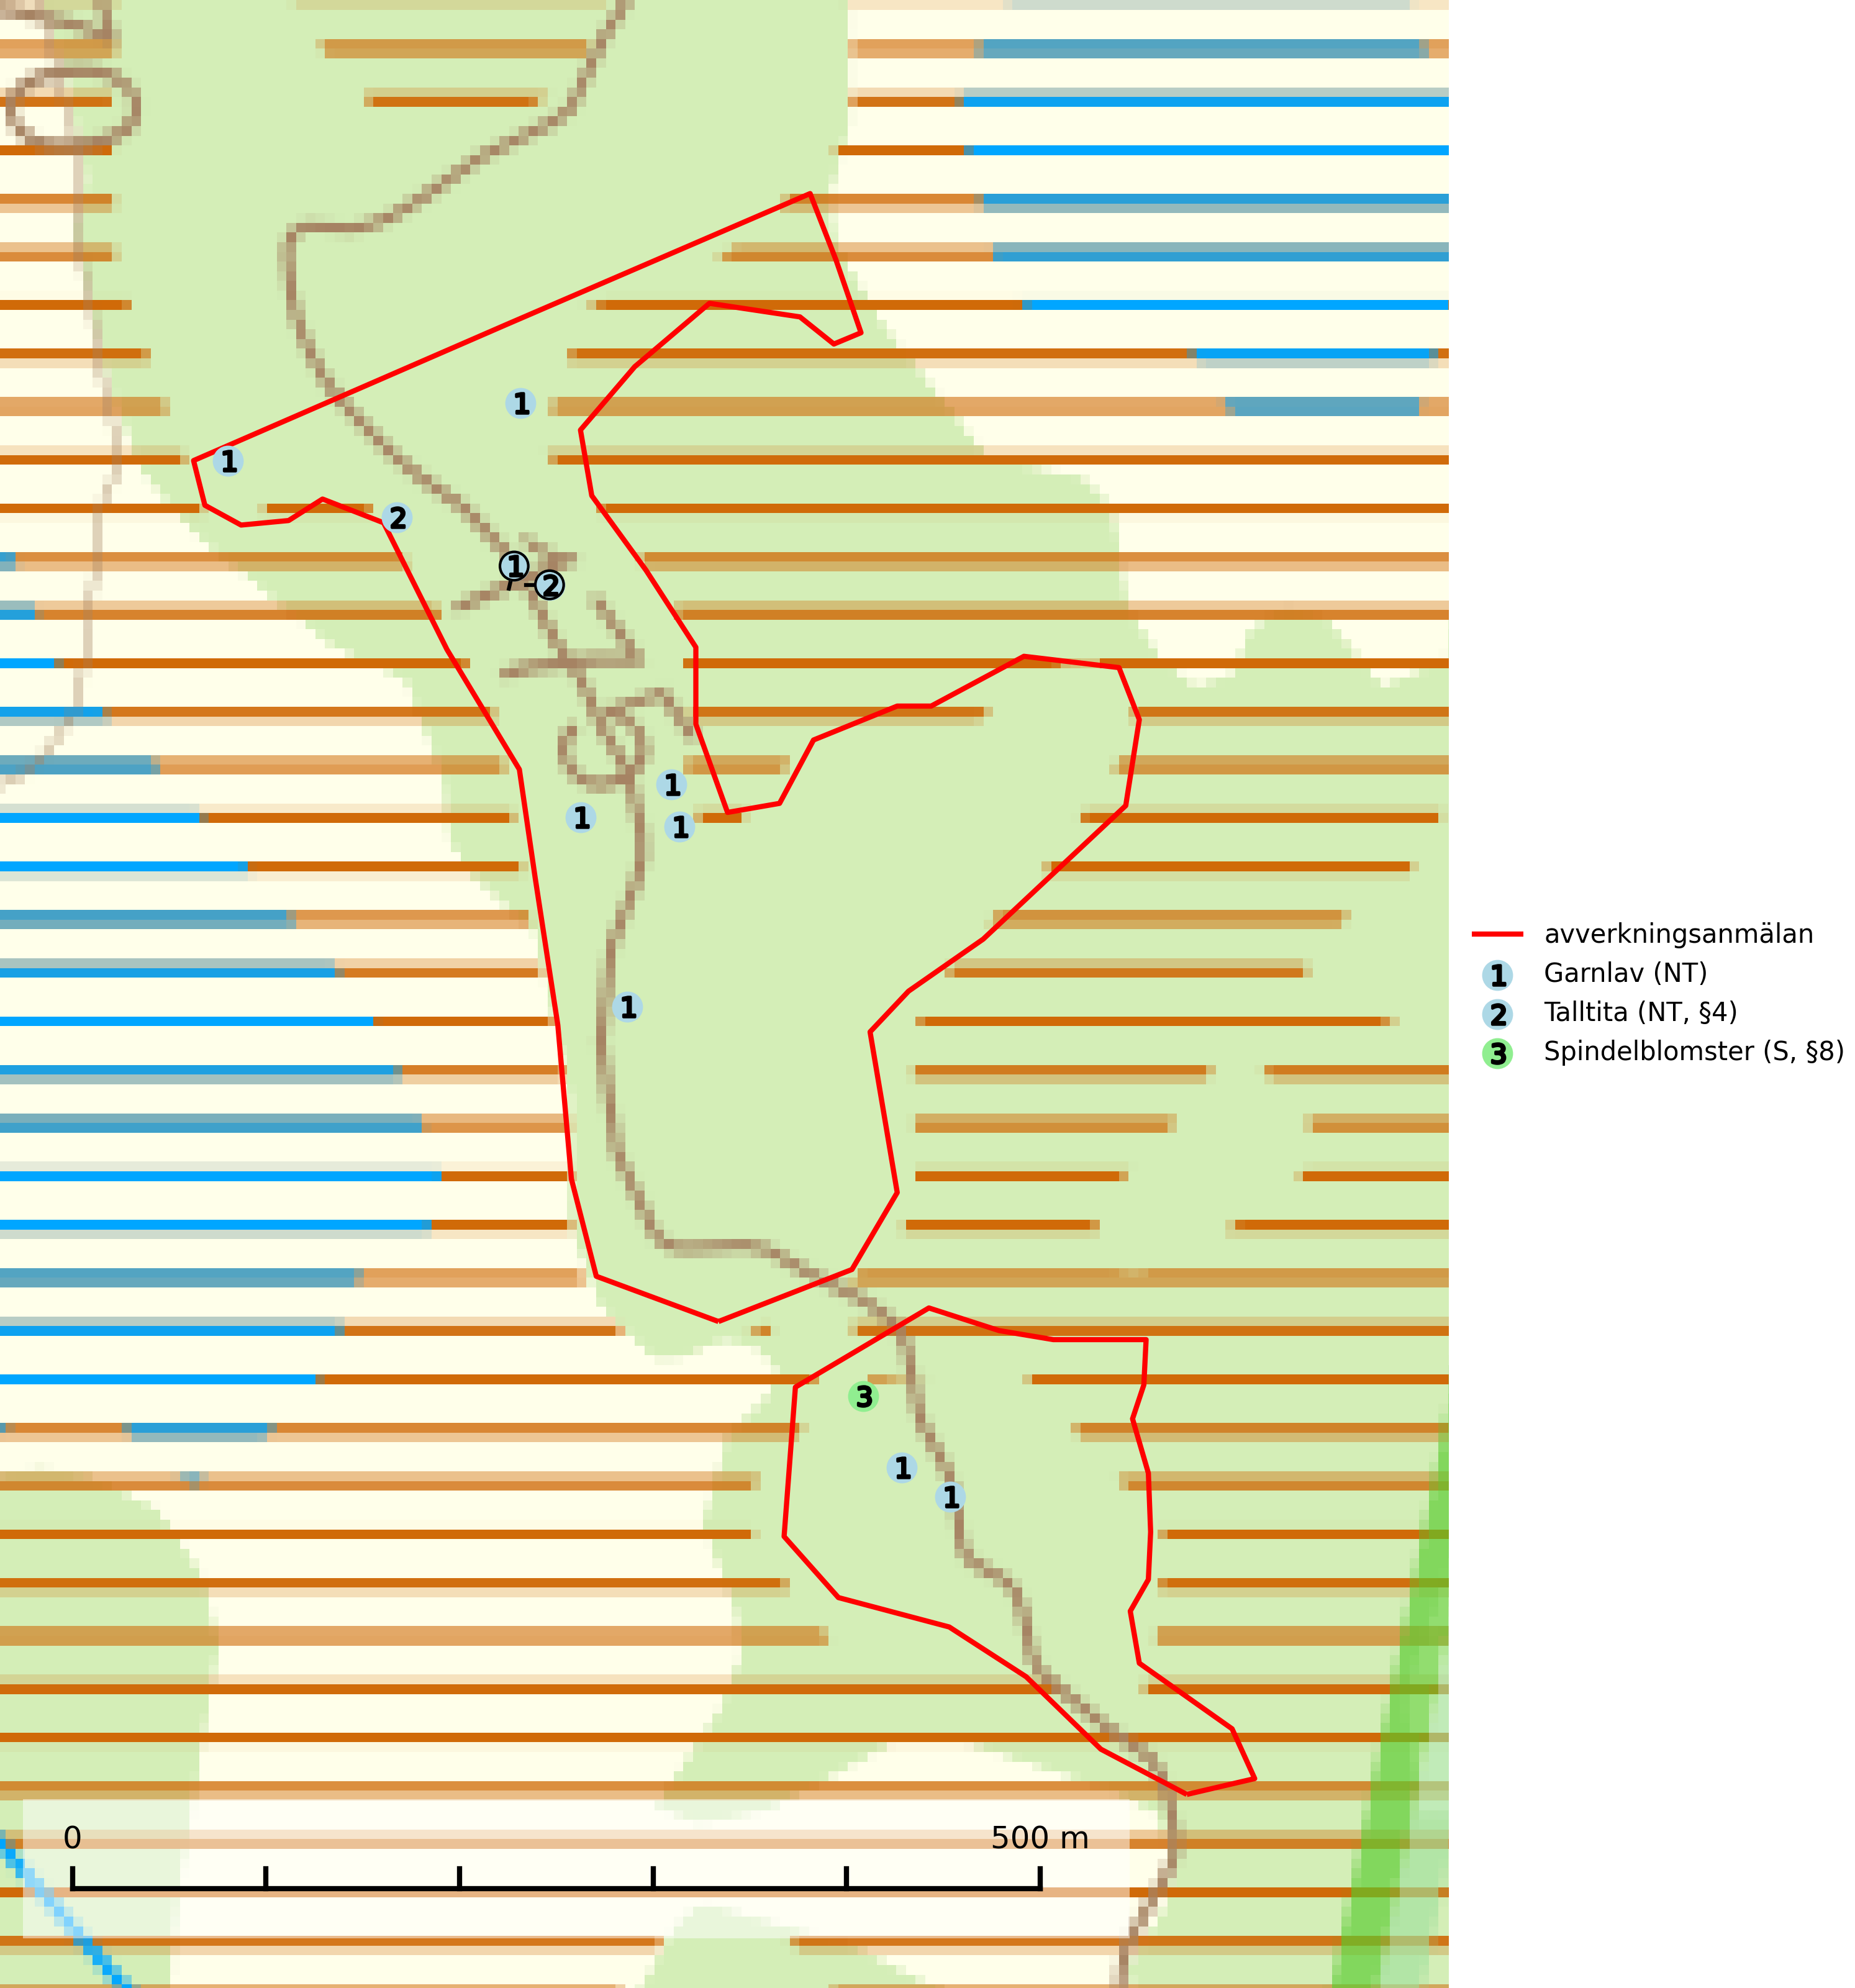 1
1
2
1
2
1
1
1
1
avverkningsanmälan
1 Garnlav (NT)
2 Talltita (NT, §4)
3 Spindelblomster (S, §8)
3
1
1
0 500 m